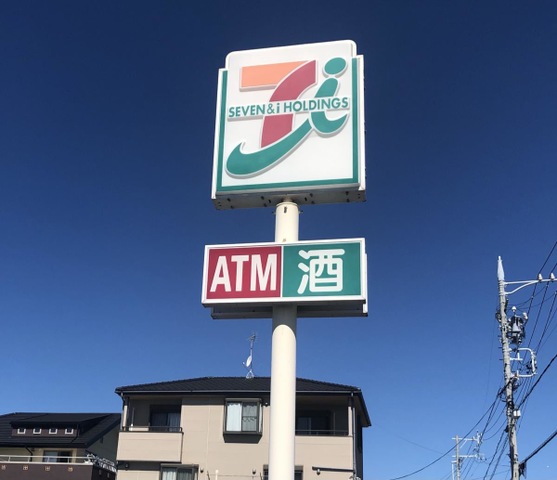 SEVEN & i HOLDINGS
ATM 酒